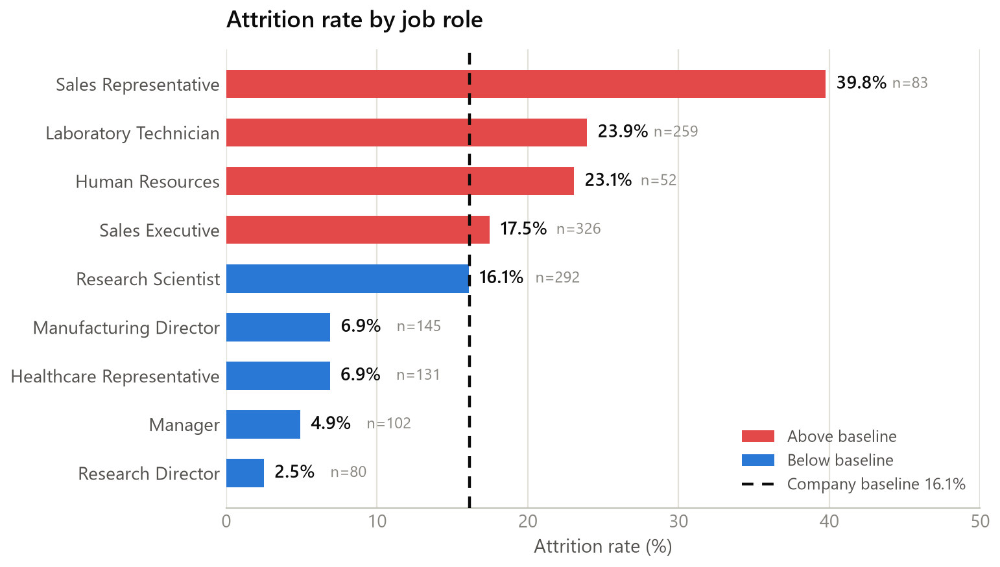 Attrition rate by job role
Sales Representative 39.8% n=83
Laboratory Technician 23.9% n=259
Human Resources 23.1% n=52
Sales Executive 17.5% n=326
Research Scientist 16.1% n=292
Manufacturing Director 6.9% n=145
Healthcare Representative 6.9% n=131
Manager 4.9% n=102
Research Director 2.5% n=80
Above baseline
Below baseline
Company baseline 16.1%
0 10 20 30 40 50
Attrition rate (%)